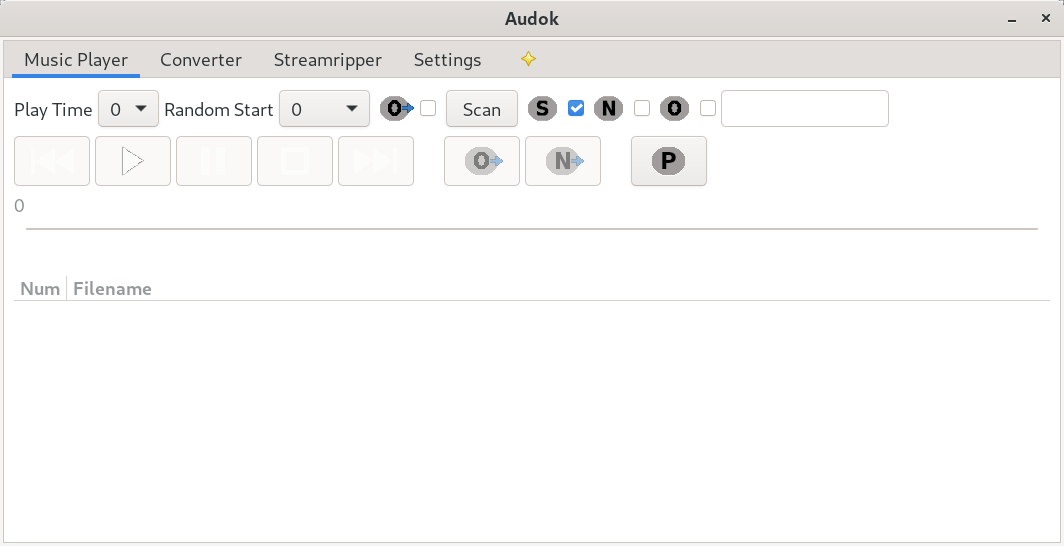 Audok
Music Player Converter Streamripper Settings
Play Time 0 Random Start 0 O Scan S N O
O N P
0
Num Filename